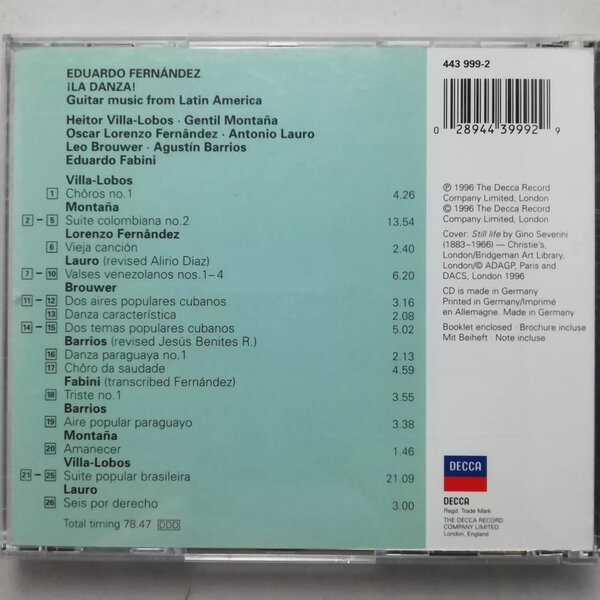 EDUARDO FERNÁNDEZ
¡LA DANZA!
Guitar music from Latin America
Heitor Villa-Lobos · Gentil Montaña
Oscar Lorenzo Fernández · Antonio Lauro
Leo Brouwer · Agustín Barrios
Eduardo Fabini
Villa-Lobos
1 Chôros no.1 4.26
Montaña
2 – 5 Suite colombiana no.2 13.54
Lorenzo Fernández
6 Vieja canción 2.40
Lauro (revised Alirio Diaz)
7 – 10 Valses venezolanos nos.1–4 6.20
Brouwer
11 – 12 Dos aires populares cubanos 3.16
13 Danza característica 2.08
14 – 15 Dos temas populares cubanos 5.02
Barrios (revised Jesús Benites R.)
16 Danza paraguaya no.1 2.13
17 Chôro da saudade 4.59
Fabini (transcribed Fernández)
18 Triste no.1 3.55
Barrios
19 Aire popular paraguayo 3.38
Montaña
20 Amanecer 1.46
Villa-Lobos
21 – 25 Suite popular brasileira 21.09
Lauro
26 Seis por derecho 3.00
Total timing 78.47 DDD
443 999-2
0 28944 39992 9
℗ 1996 The Decca Record
Company Limited, London
© 1996 The Decca Record
Company Limited, London
Cover: Still life by Gino Severini
(1883–1966) — Christie's,
London/Bridgeman Art Library,
London/© ADAGP, Paris and
DACS, London 1996
CD is made in Germany
Printed in Germany/Imprimé
en Allemagne. Made in Germany
Booklet enclosed · Brochure incluse
Mit Beiheft · Note incluse
DECCA
DECCA
Regd. Trade Mark
THE DECCA RECORD
COMPANY LIMITED
London, England